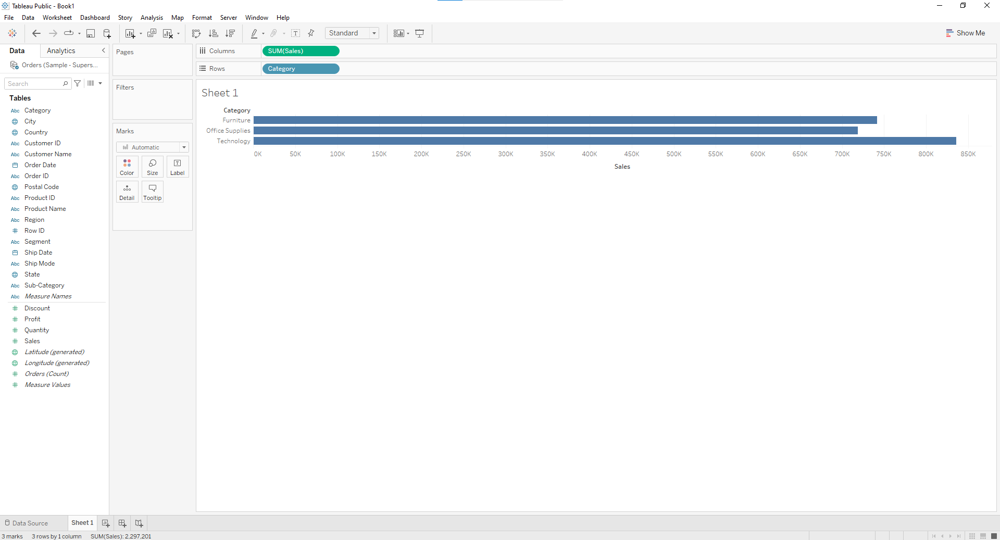 Tableau Public - Book1
File Data Worksheet Dashboard Story Analysis Map Format Server Window Help
Standard
Show Me
Data Analytics
Orders (Sample - Supers...
Search
Tables
Abc Category
City
Country
Abc Customer ID
Abc Customer Name
Order Date
Abc Order ID
Postal Code
Abc Product ID
Abc Product Name
Abc Region
Row ID
Abc Segment
Ship Date
Abc Ship Mode
State
Abc Sub-Category
Abc Measure Names
Discount
Profit
Quantity
Sales
Latitude (generated)
Longitude (generated)
Orders (Count)
Measure Values
Pages
Filters
Marks
Automatic
Color Size Label
Detail Tooltip
Columns SUM(Sales)
Rows Category
Sheet 1
Category
Furniture
Office Supplies
Technology
0K 50K 100K 150K 200K 250K 300K 350K 400K 450K 500K 550K 600K 650K 700K 750K 800K 850K
Sales
Data Source Sheet 1
3 marks 3 rows by 1 column SUM(Sales): 2,297,201